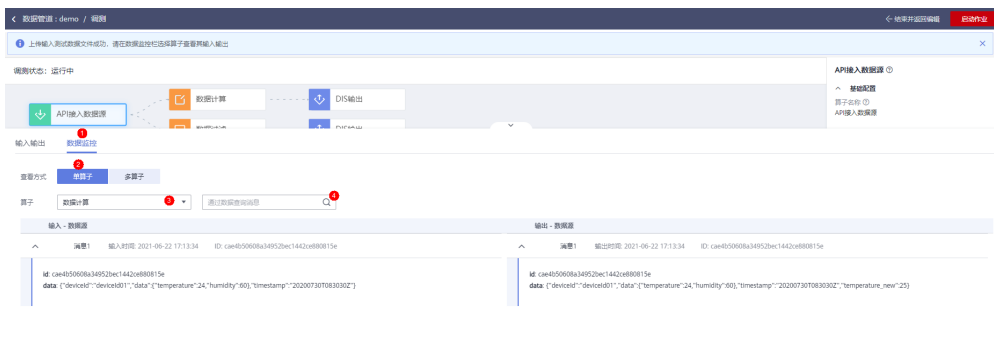 数据管道 : demo / 调测
结束并返回编辑
启动作业
上传输入测试数据文件成功，请在数据监控栏选择算子查看其输入输出
调测状态：运行中
API接入数据源
基础配置
算子名称
API接入数据源
API接入数据源
数据计算
DIS输出
1
输入输出
数据监控
2
查看方式
单算子
多算子
算子
数据计算
3
通过数据查询消息
4
输入 - 数据源
输出 - 数据源
消息1
输入时间: 2021-06-22 17:13:34
ID: cae4b50608a34952bec1442ce880815e
消息1
输出时间: 2021-06-22 17:13:34
ID: cae4b50608a34952bec1442ce880815e
id: cae4b50608a34952bec1442ce880815e
data: {"deviceId":"deviceId01","data":{"temperature":24,"humidity":60},"timestamp":"20200730T083030Z"}
id: cae4b50608a34952bec1442ce880815e
data: {"deviceId":"deviceId01","data":{"temperature":24,"humidity":60},"timestamp":"20200730T083030Z","temperature_new":25}